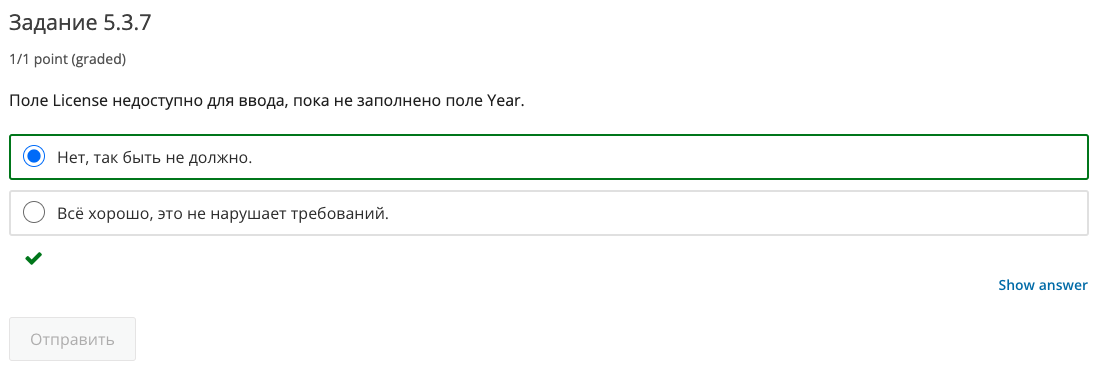 Задание 5.3.7
1/1 point (graded)
Поле License недоступно для ввода, пока не заполнено поле Year.
Нет, так быть не должно.
Всё хорошо, это не нарушает требований.
Show answer
Отправить